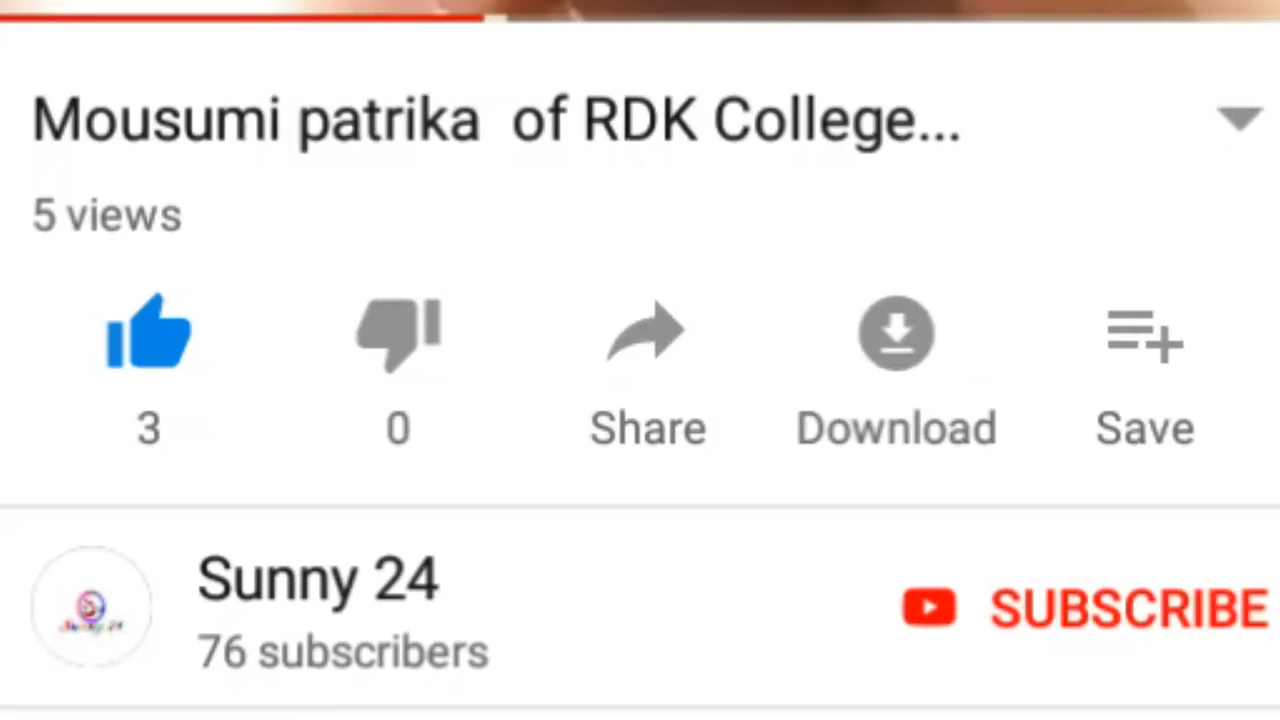 Mousumi patrika of RDK College...
5 views
3 0 Share Download Save
Sunny 24
SUBSCRIBE
76 subscribers